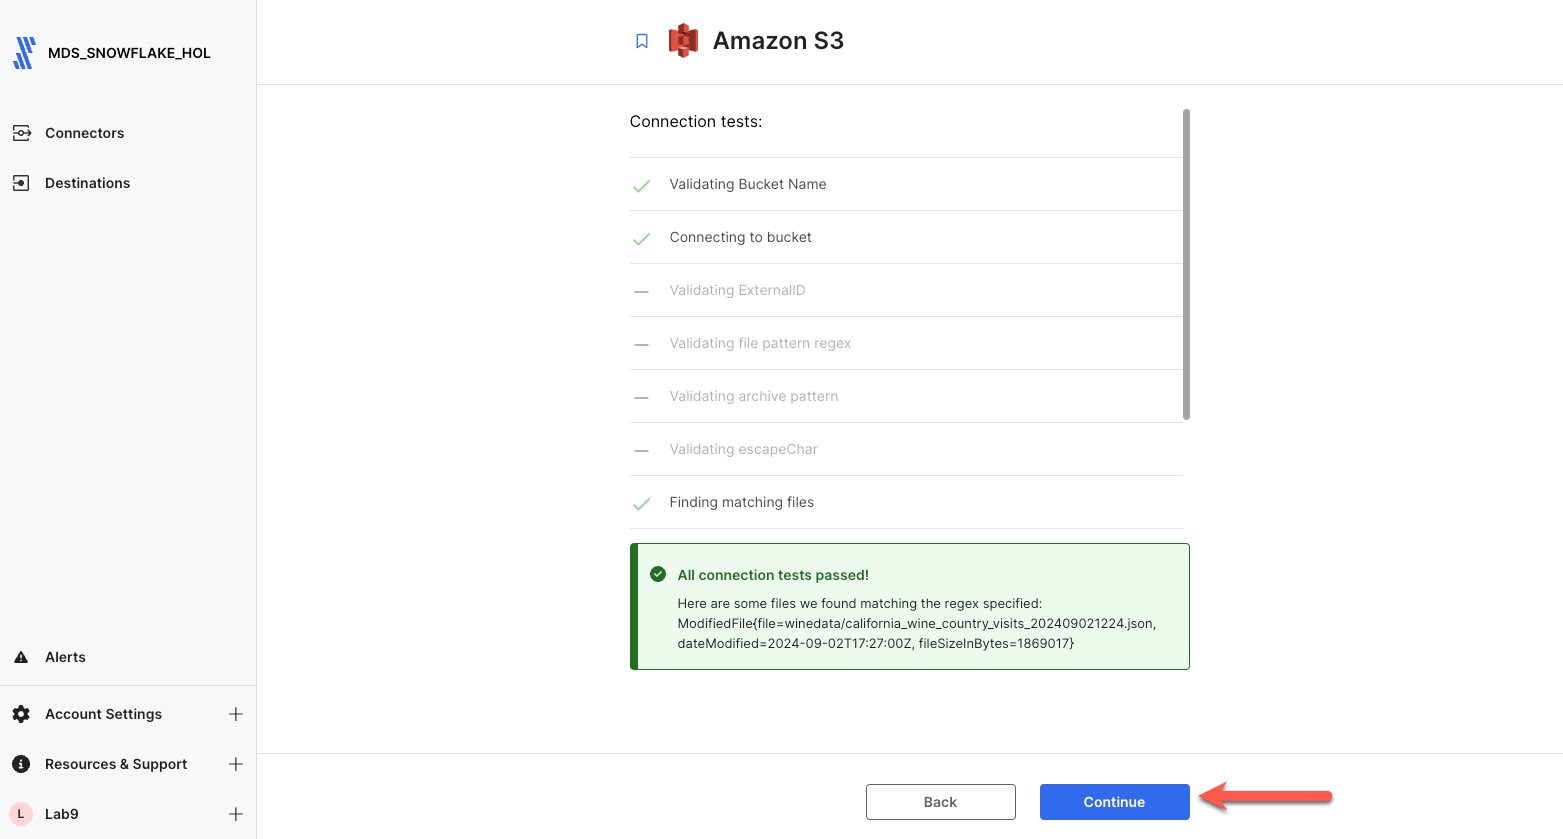 MDS_SNOWFLAKE_HOL
Connectors
Destinations
Alerts
Account Settings
Resources & Support
L
Lab9
Amazon S3
Connection tests:
Validating Bucket Name
Connecting to bucket
Validating ExternalID
Validating file pattern regex
Validating archive pattern
Validating escapeChar
Finding matching files
All connection tests passed!
Here are some files we found matching the regex specified:
ModifiedFile{file=winedata/california_wine_country_visits_202409021224.json,
dateModified=2024-09-02T17:27:00Z, fileSizeInBytes=1869017}
Back
Continue